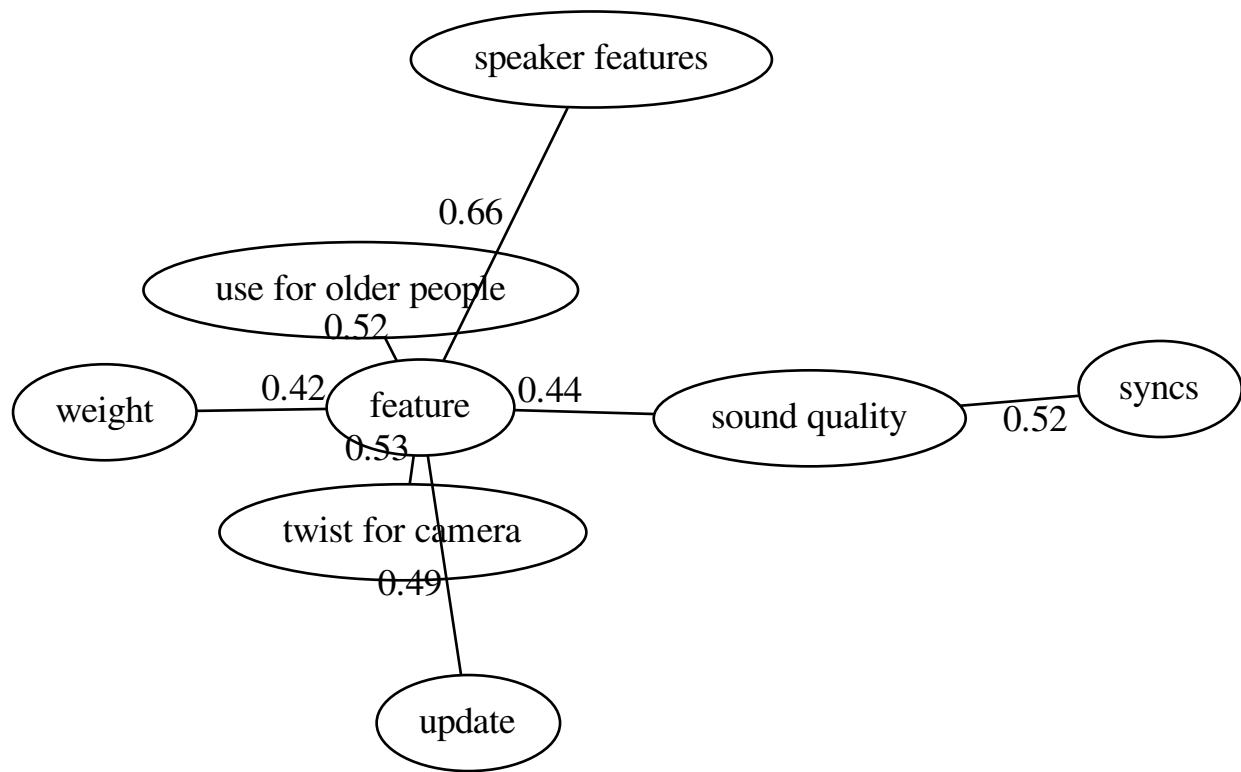 speaker features
0.66
use for older people
0.52
weight
0.42
feature
0.44
sound quality
0.52
syncs
0.53
twist for camera
0.49
update